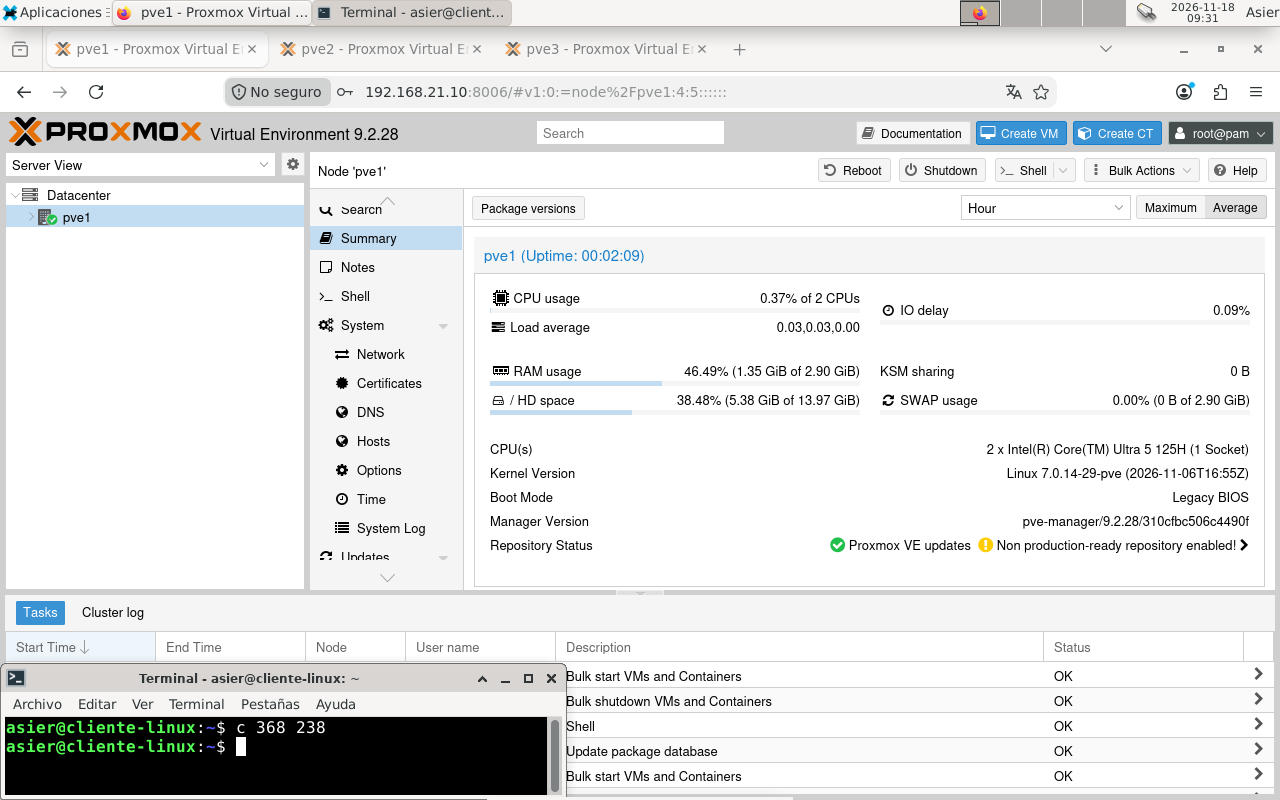 Aplicaciones
pve1 - Proxmox Virtual ...
Terminal - asier@client...
2026-11-18
09:31
Asier
pve1 - Proxmox Virtual E
pve2 - Proxmox Virtual E
pve3 - Proxmox Virtual E
No seguro
192.168.21.10:8006/#v1:0:=node%2Fpve1:4:5::::::
PROXMOX Virtual Environment 9.2.28
Search
Documentation
Create VM
Create CT
root@pam
Server View
Node 'pve1'
Reboot
Shutdown
Shell
Bulk Actions
Help
Datacenter
pve1
Search
Summary
Notes
Shell
System
Network
Certificates
DNS
Hosts
Options
Time
System Log
Updates
Package versions
Hour
Maximum
Average
pve1 (Uptime: 00:02:09)
CPU usage 0.37% of 2 CPUs
IO delay 0.09%
Load average 0.03,0.03,0.00
RAM usage 46.49% (1.35 GiB of 2.90 GiB)
KSM sharing 0 B
/ HD space 38.48% (5.38 GiB of 13.97 GiB)
SWAP usage 0.00% (0 B of 2.90 GiB)
CPU(s) 2 x Intel(R) Core(TM) Ultra 5 125H (1 Socket)
Kernel Version Linux 7.0.14-29-pve (2026-11-06T16:55Z)
Boot Mode Legacy BIOS
Manager Version pve-manager/9.2.28/310cfbc506c4490f
Repository Status Proxmox VE updates Non production-ready repository enabled!
Tasks
Cluster log
Start Time End Time Node User name Description Status
Bulk start VMs and Containers OK
Bulk shutdown VMs and Containers OK
Shell OK
Update package database OK
Bulk start VMs and Containers OK
Terminal - asier@cliente-linux: ~
Archivo Editar Ver Terminal Pestañas Ayuda
asier@cliente-linux:~$ c 368 238
asier@cliente-linux:~$